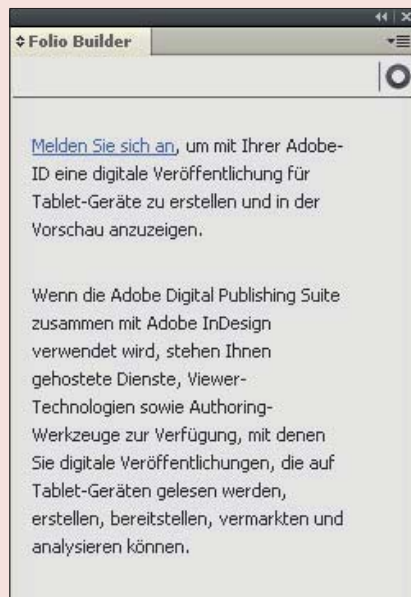 Folio Builder
Melden Sie sich an, um mit Ihrer Adobe-
ID eine digitale Veröffentlichung für
Tablet-Geräte zu erstellen und in der
Vorschau anzuzeigen.
Wenn die Adobe Digital Publishing Suite
zusammen mit Adobe InDesign
verwendet wird, stehen Ihnen
gehostete Dienste, Viewer-
Technologien sowie Authoring-
Werkzeuge zur Verfügung, mit denen
Sie digitale Veröffentlichungen, die auf
Tablet-Geräten gelesen werden,
erstellen, bereitstellen, vermarkten und
analysieren können.